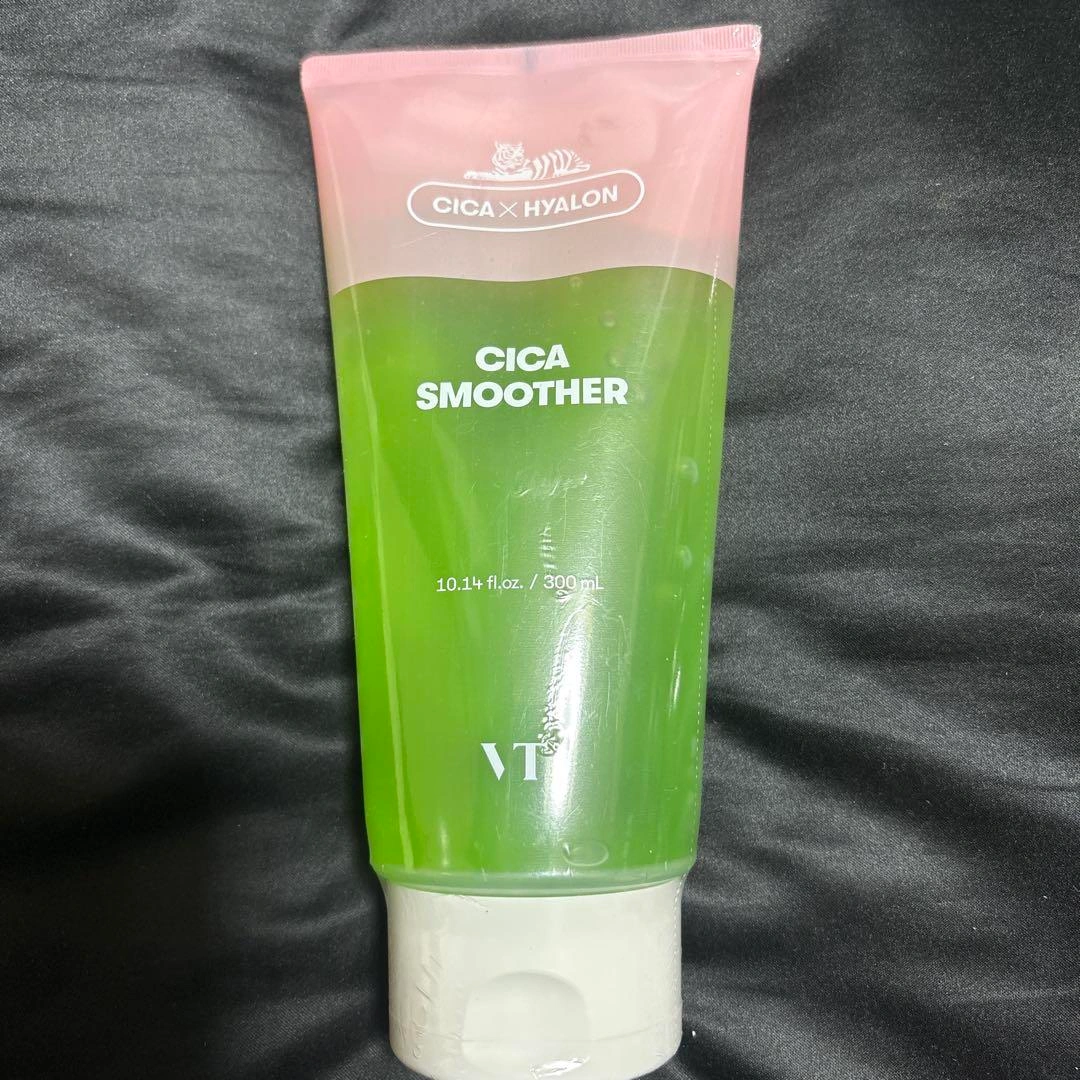 CICA X HYALON
CICA
SMOOTHER
10.14 fl.oz. / 300 mL
VT